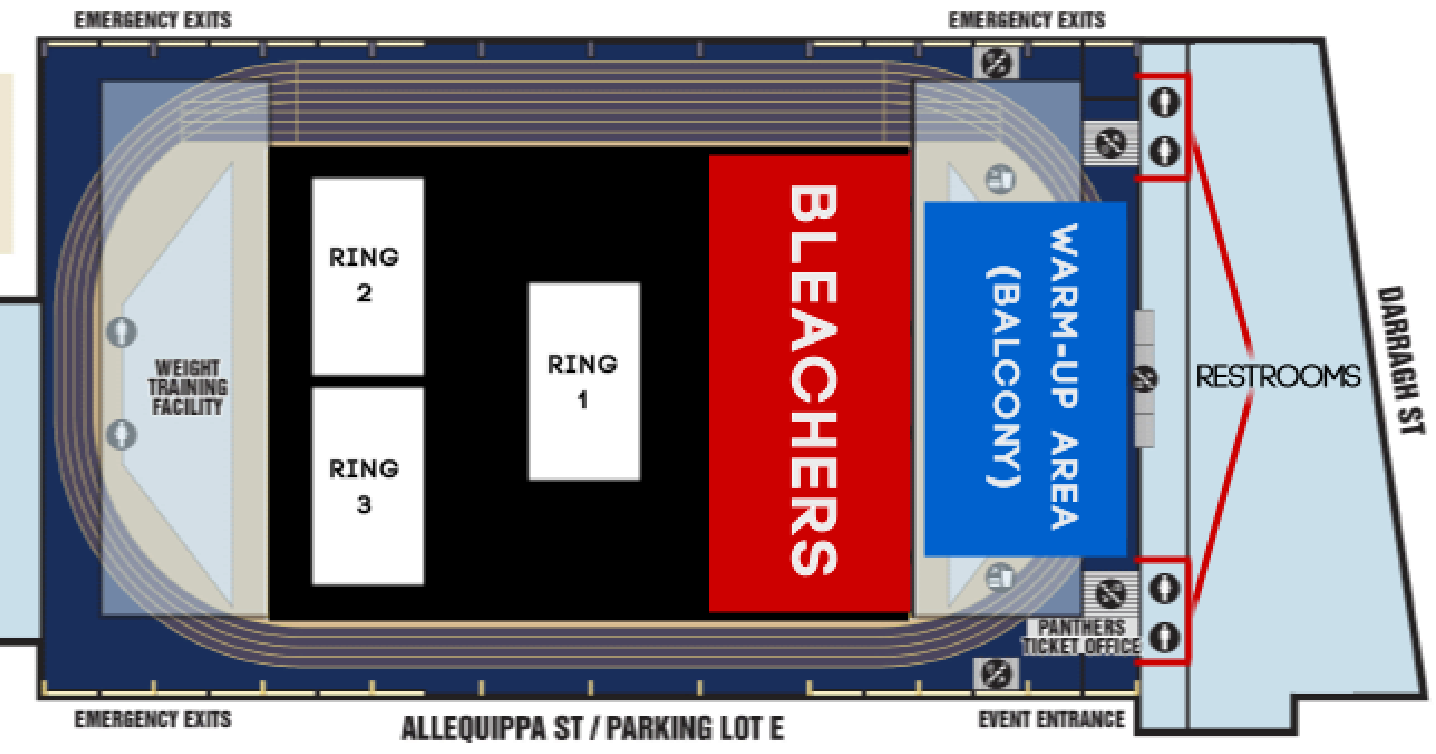 EMERGENCY EXITS
EMERGENCY EXITS
RING
2
RING
3
RING
1
BLEACHERS
WARM-UP AREA
(BALCONY)
WEIGHT
TRAINING
FACILITY
RESTROOMS
DARRAGH ST
PANTHERS
TICKET OFFICE
EMERGENCY EXITS
ALLEQUIPPA ST / PARKING LOT E
EVENT ENTRANCE